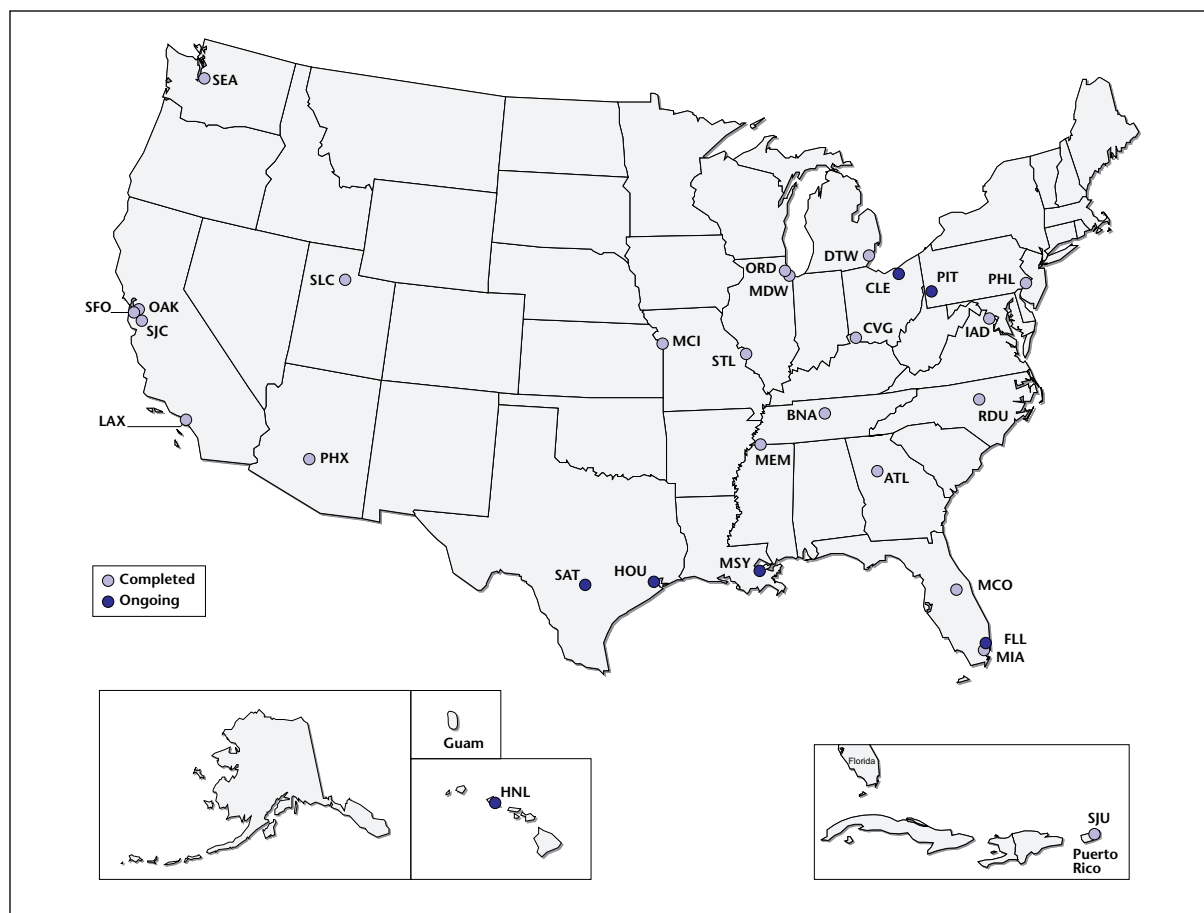 SEA
DTW
ORD
MDW
CLE
PIT
PHL
SLC
SFO
OAK
SJC
MCI
STL
CVG
IAD
LAX
BNA
RDU
PHX
MEM
ATL
SAT
HOU
MSY
MCO
FLL
MIA
Completed
Ongoing
Guam
HNL
Florida
SJU
Puerto
Rico